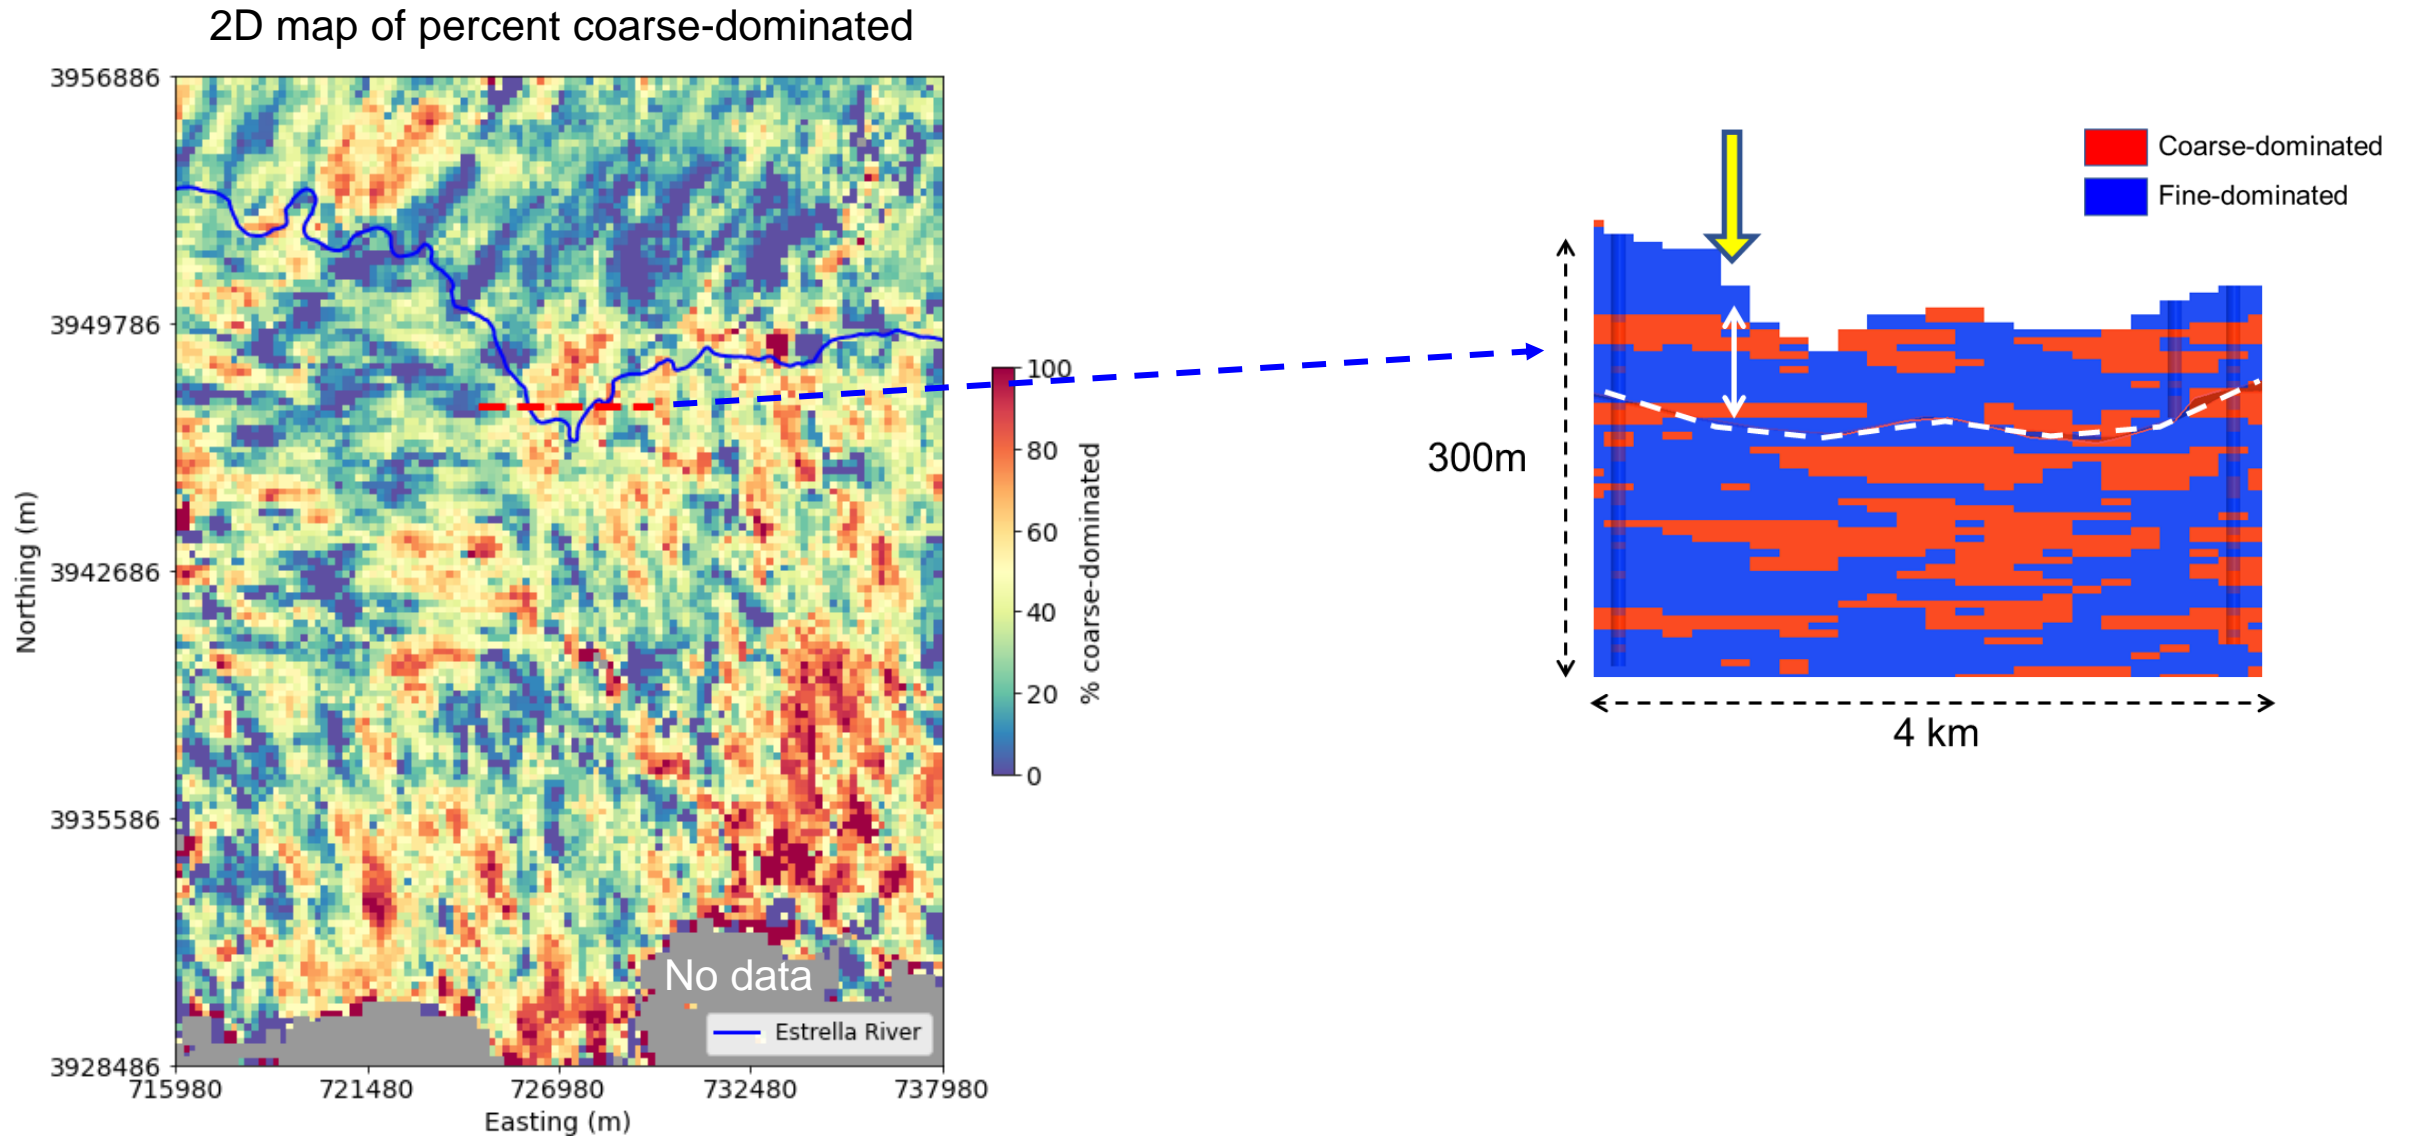 2D map of percent coarse-dominated
3956886
3949786
3942686
3935586
3928486
Northing (m)
715980
721480
726980
732480
737980
Easting (m)
No data
Estrella River
100
80
60
40
20
0
% coarse-dominated
Coarse-dominated
Fine-dominated
300m
4 km